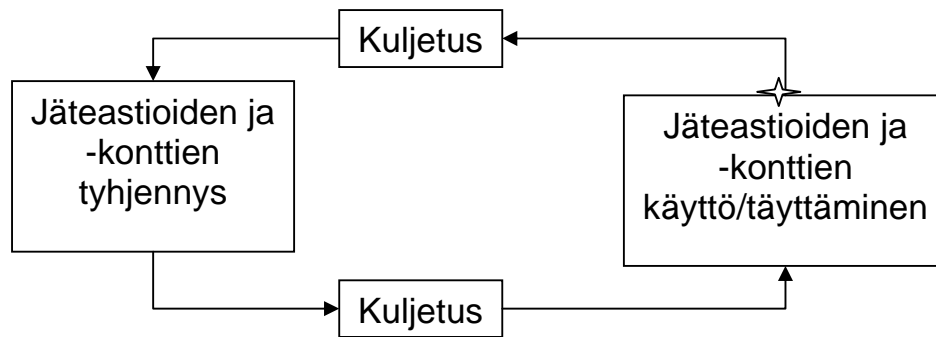 Kuljetus
Jäteastioiden ja
-konttien
tyhjennys
Jäteastioiden ja
-konttien
käyttö/täyttäminen
Kuljetus